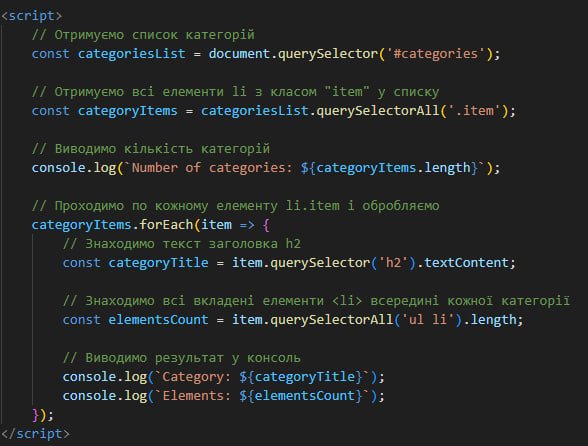 <script>
// Отримуємо список категорій
const categoriesList = document.querySelector('#categories');
// Отримуємо всі елементи li з класом "item" у списку
const categoryItems = categoriesList.querySelectorAll('.item');
// Виводимо кількість категорій
console.log(`Number of categories: ${categoryItems.length}`);
// Проходимо по кожному елементу li.item і обробляємо
categoryItems.forEach(item => {
// Знаходимо текст заголовка h2
const categoryTitle = item.querySelector('h2').textContent;
// Знаходимо всі вкладені елементи <li> всередині кожної категорії
const elementsCount = item.querySelectorAll('ul li').length;
// Виводимо результат у консоль
console.log(`Category: ${categoryTitle}`);
console.log(`Elements: ${elementsCount}`);
});
</script>